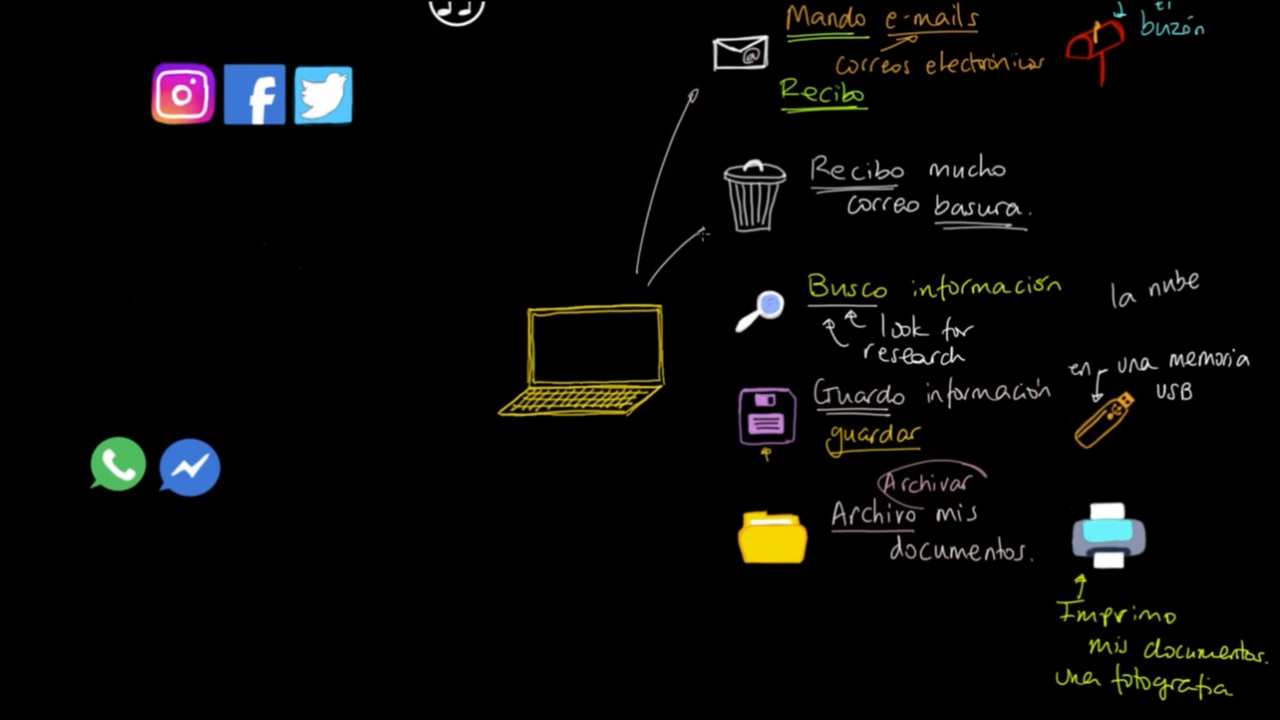 Mando e-mails
el
buzón
@
correos electrónicos
Recibo
Recibo mucho
correo basura.
Busco información
la nube
look for
research
en una memoria
USB
Guardo información
guardar
Archivar
Archivo mis
documentos.
Imprimo
mis documentos.
una fotografia